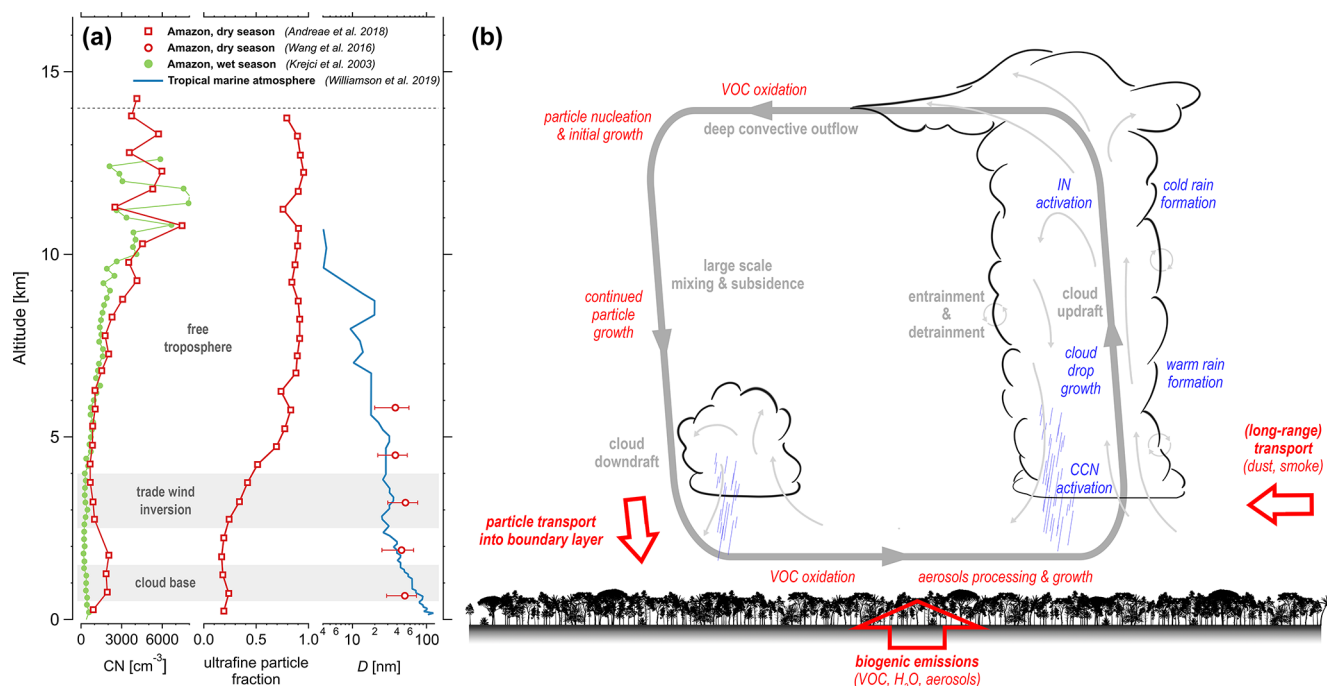 (a)
Amazon, dry season (Andreae et al. 2018)
Amazon, dry season (Wang et al. 2016)
Amazon, wet season (Krejci et al. 2003)
Tropical marine atmosphere (Williamson et al. 2019)
15
10
5
0
Altitude [km]
free
troposphere
trade wind
inversion
cloud base
0 3000 6000
CN [cm⁻³]
0.0 0.5 1.0
ultrafine particle
fraction
4 6 10 2 4 6 100
D [nm]
(b)
VOC oxidation
particle nucleation
& initial growth
deep convective outflow
IN
activation
cold rain
formation
large scale
mixing & subsidence
continued
particle
growth
entrainment
&
detrainment
cloud
updraft
cloud
drop
growth
warm rain
formation
cloud
downdraft
CCN
activation
(long-range)
transport
(dust, smoke)
particle transport
into boundary layer
VOC oxidation
aerosols processing & growth
biogenic emissions
(VOC, H₂O, aerosols)